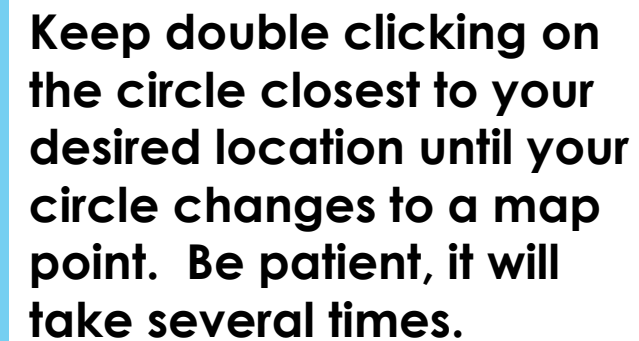 Keep double clicking on
the circle closest to your
desired location until your
circle changes to a map
point.  Be patient, it will
take several times.